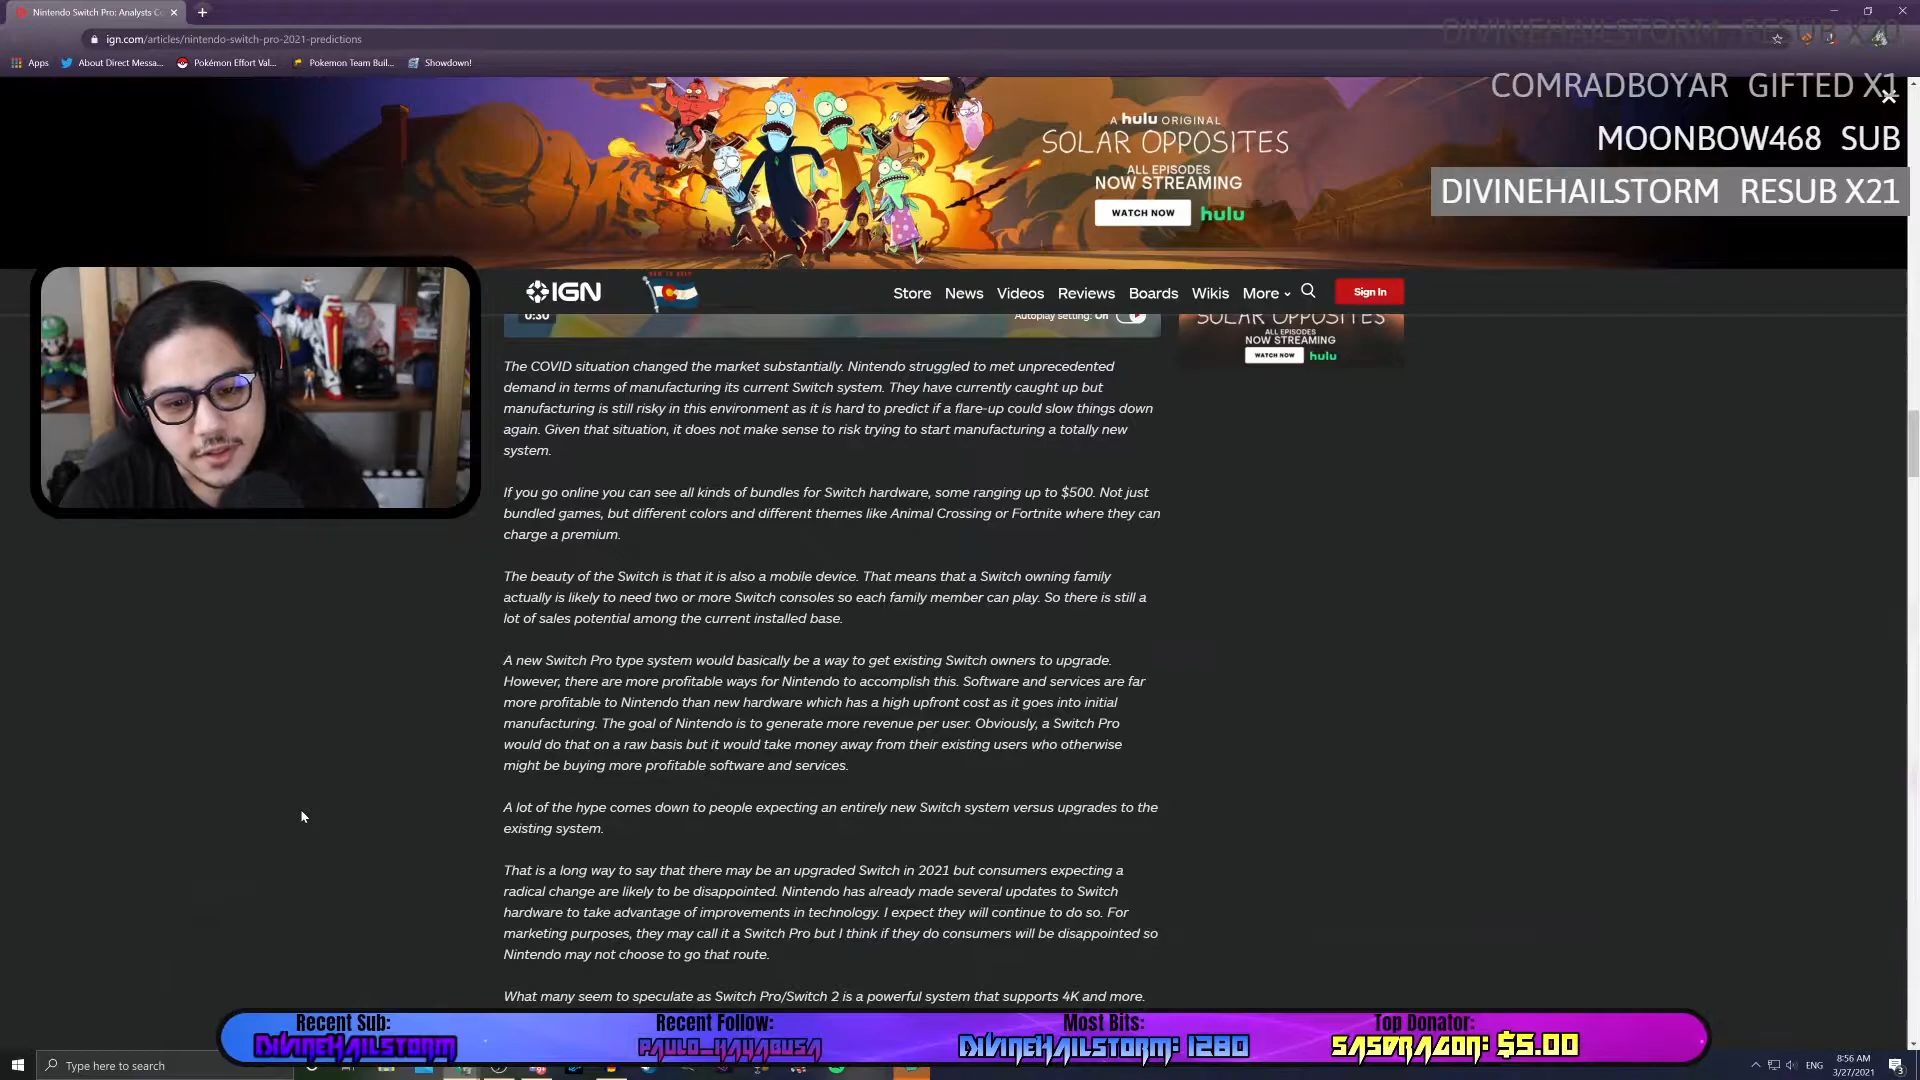 Nintendo Switch Pro: Analysts Co
ign.com/articles/nintendo-switch-pro-2021-predictions
DIVINEHAILSTORM RESUB X20
Apps
About Direct Messa...
Pokémon Effort Val...
Pokemon Team Buil...
Showdown!
COMRADBOYAR GIFTED X1
MOONBOW468 SUB
DIVINEHAILSTORM RESUB X21
A hulu ORIGINAL
SOLAR OPPOSITES
ALL EPISODES
NOW STREAMING
WATCH NOW hulu
IGN
Store News Videos Reviews Boards Wikis More Sign In
0:30
Autoplay setting: On
SOLAR OPPOSITES
ALL EPISODES
NOW STREAMING
WATCH NOW hulu
The COVID situation changed the market substantially. Nintendo struggled to met unprecedented
demand in terms of manufacturing its current Switch system. They have currently caught up but
manufacturing is still risky in this environment as it is hard to predict if a flare-up could slow things down
again. Given that situation, it does not make sense to risk trying to start manufacturing a totally new
system.
If you go online you can see all kinds of bundles for Switch hardware, some ranging up to $500. Not just
bundled games, but different colors and different themes like Animal Crossing or Fortnite where they can
charge a premium.
The beauty of the Switch is that it is also a mobile device. That means that a Switch owning family
actually is likely to need two or more Switch consoles so each family member can play. So there is still a
lot of sales potential among the current installed base.
A new Switch Pro type system would basically be a way to get existing Switch owners to upgrade.
However, there are more profitable ways for Nintendo to accomplish this. Software and services are far
more profitable to Nintendo than new hardware which has a high upfront cost as it goes into initial
manufacturing. The goal of Nintendo is to generate more revenue per user. Obviously, a Switch Pro
would do that on a raw basis but it would take money away from their existing users who otherwise
might be buying more profitable software and services.
A lot of the hype comes down to people expecting an entirely new Switch system versus upgrades to the
existing system.
That is a long way to say that there may be an upgraded Switch in 2021 but consumers expecting a
radical change are likely to be disappointed. Nintendo has already made several updates to Switch
hardware to take advantage of improvements in technology. I expect they will continue to do so. For
marketing purposes, they may call it a Switch Pro but I think if they do consumers will be disappointed so
Nintendo may not choose to go that route.
What many seem to speculate as Switch Pro/Switch 2 is a powerful system that supports 4K and more.
Recent Sub:
DIVINEHAILSTORM
Recent Follow:
PAULO_HAYABUSA
Most Bits:
DIVINEHAILSTORM: 1280
Top Donator:
SASDRAGON: $5.00
Type here to search
ENG
8:56 AM
3/27/2021
3